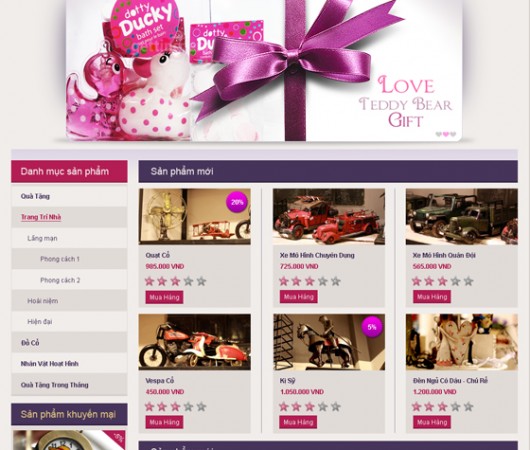 dotty
Ducky
bath set
dotty
Du
LOVE
TEDDY BEAR
GIFT
Danh mục sản phẩm
Quà Tặng
Trang Trí Nhà
Lãng mạn
Phong cách 1
Phong cách 2
Hoài niệm
Hiện đại
Đồ Cổ
Nhân Vật Hoạt Hình
Quà Tặng Trong Tháng
Sản phẩm khuyến mại
-5%
Sản phẩm mới
20%
Quạt Cổ
985.000 VND
Mua Hàng
Xe Mô Hình Chuyên Dụng
725.000 VND
Mua Hàng
Xe Mô Hình Quân Đội
565.000 VND
Mua Hàng
Vespa Cổ
450.000 VND
Mua Hàng
5%
Kị Sỹ
1.050.000 VND
Mua Hàng
Đèn Ngủ Cô Dâu - Chú Rể
1.200.000 VND
Mua Hàng